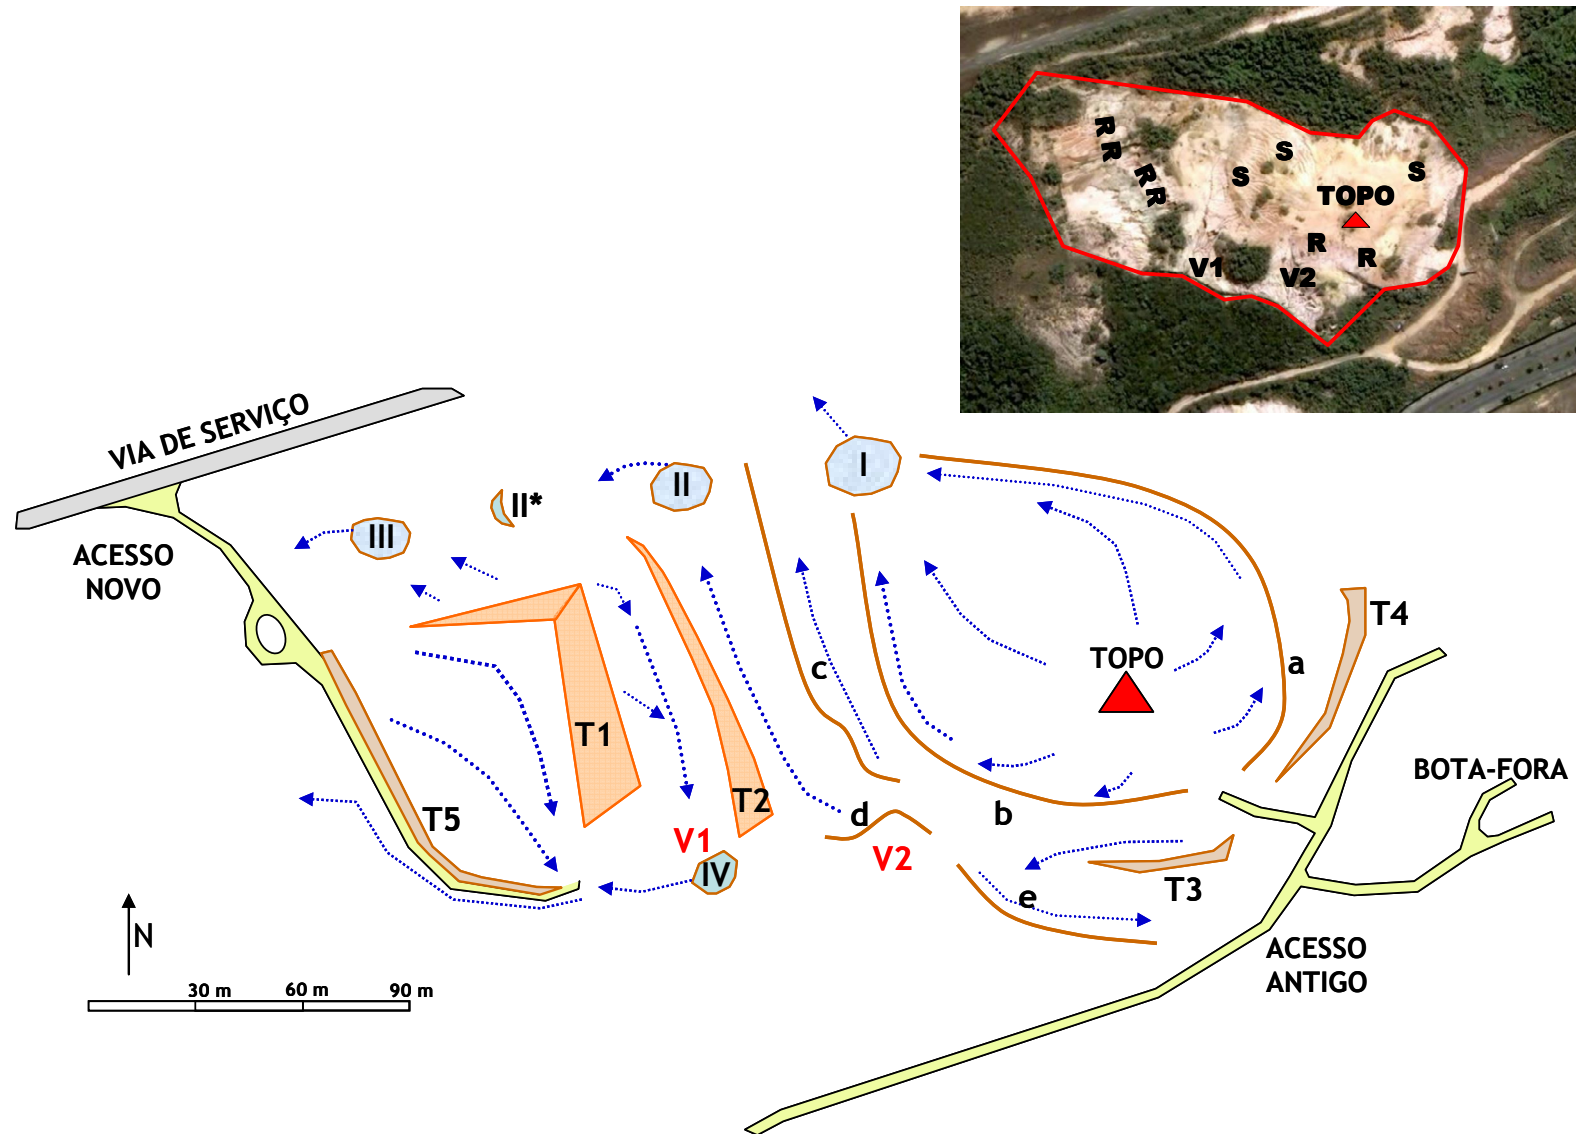 R
R
R
R
S
S
S
TOPO
R
R
V1
V2
VIA DE SERVIÇO
I
II
II*
III
ACESSO
NOVO
T4
TOPO
a
c
T1
BOTA-FORA
T2
T5
d
b
V1
V2
IV
T3
e
N
ACESSO
ANTIGO
30 m
60 m
90 m